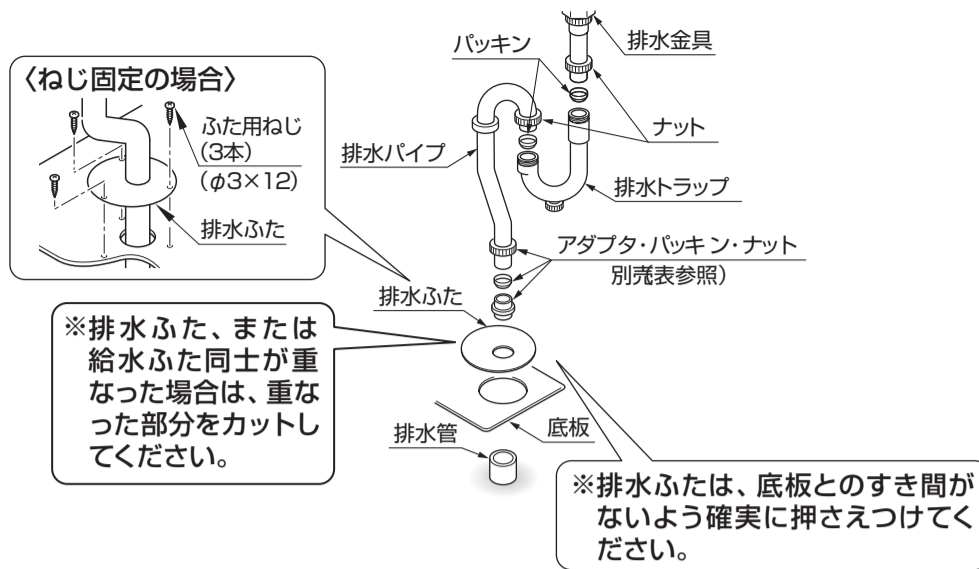 〈ねじ固定の場合〉
ふた用ねじ
(3本)
(φ3×12)
排水ふた
パッキン
排水金具
ナット
排水パイプ
排水トラップ
アダプタ・パッキン・ナット
別売表参照)
排水ふた
※排水ふた、または
給水ふた同士が重
なった場合は、重な
った部分をカットし
てください。
底板
排水管
※排水ふたは、底板とのすき間が
ないよう確実に押さえつけてく
ださい。